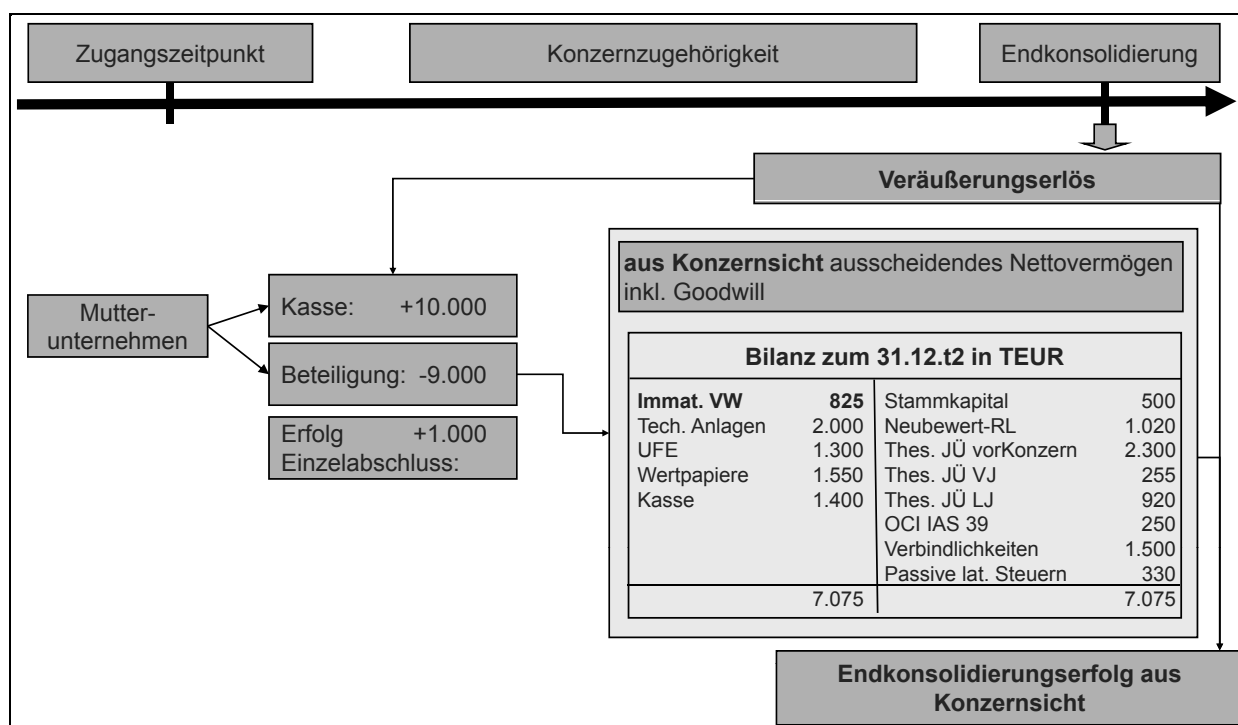 Zugangszeitpunkt
Konzernzugehörigkeit
Endkonsolidierung
Veräußerungserlös
aus Konzernsicht ausscheidendes Nettovermögen
inkl. Goodwill
Mutter-
unternehmen
Kasse: +10.000
Beteiligung: -9.000
Erfolg +1.000
Einzelabschluss:
Bilanz zum 31.12.t2 in TEUR
Immat. VW 825 Stammkapital 500
Tech. Anlagen 2.000 Neubewert-RL 1.020
UFE 1.300 Thes. JÜ vorKonzern 2.300
Wertpapiere 1.550 Thes. JÜ VJ 255
Kasse 1.400 Thes. JÜ LJ 920
OCI IAS 39 250
Verbindlichkeiten 1.500
Passive lat. Steuern 330
7.075 7.075
Endkonsolidierungserfolg aus
Konzernsicht